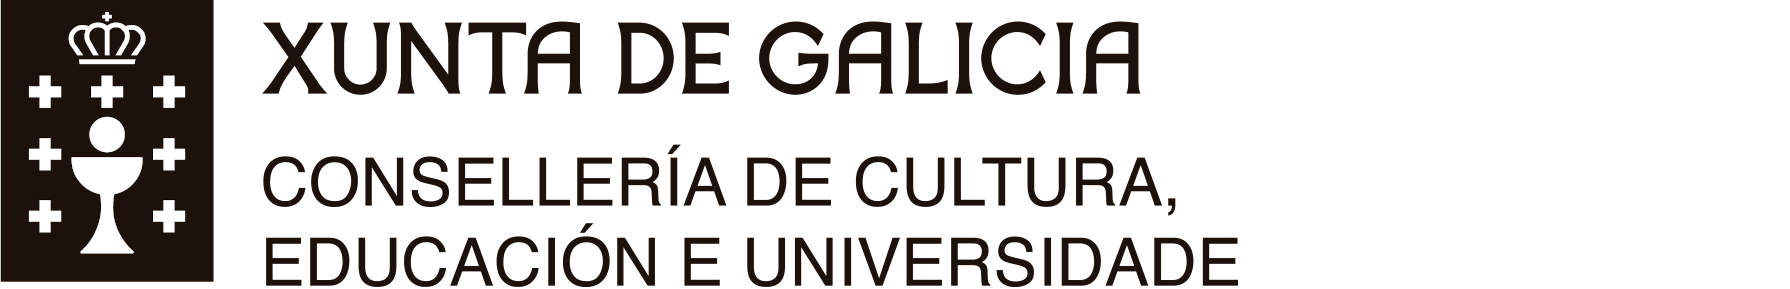 XUNTA DE GALICIA
CONSELLERÍA DE CULTURA,
EDUCACIÓN E UNIVERSIDADE